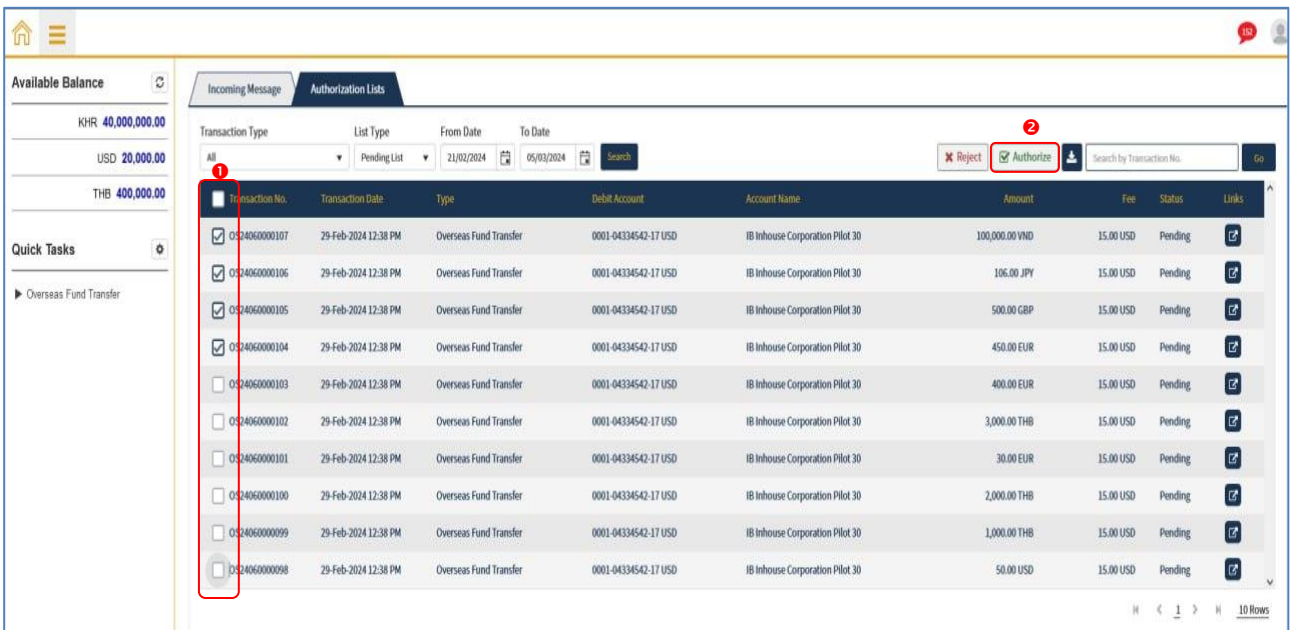 152
Available Balance
KHR 40,000,000.00
USD 20,000.00
THB 400,000.00
Quick Tasks
Overseas Fund Transfer
Incoming Message Authorization Lists
Transaction Type List Type From Date To Date
All Pending List 21/02/2024 05/03/2024 Search
2
Reject Authorize Search by Transaction No. Go
1
Transaction No. Transaction Date Type Debit Account Account Name Amount Fee Status Links
OS24060000107 29-Feb-2024 12:38 PM Overseas Fund Transfer 0001-04334542-17 USD IB Inhouse Corporation Pilot 30 100,000.00 VND 15.00 USD Pending
OS24060000106 29-Feb-2024 12:38 PM Overseas Fund Transfer 0001-04334542-17 USD IB Inhouse Corporation Pilot 30 106.00 JPY 15.00 USD Pending
OS24060000105 29-Feb-2024 12:38 PM Overseas Fund Transfer 0001-04334542-17 USD IB Inhouse Corporation Pilot 30 500.00 GBP 15.00 USD Pending
OS24060000104 29-Feb-2024 12:38 PM Overseas Fund Transfer 0001-04334542-17 USD IB Inhouse Corporation Pilot 30 450.00 EUR 15.00 USD Pending
OS24060000103 29-Feb-2024 12:38 PM Overseas Fund Transfer 0001-04334542-17 USD IB Inhouse Corporation Pilot 30 400.00 EUR 15.00 USD Pending
OS24060000102 29-Feb-2024 12:38 PM Overseas Fund Transfer 0001-04334542-17 USD IB Inhouse Corporation Pilot 30 3,000.00 THB 15.00 USD Pending
OS24060000101 29-Feb-2024 12:38 PM Overseas Fund Transfer 0001-04334542-17 USD IB Inhouse Corporation Pilot 30 30.00 EUR 15.00 USD Pending
OS24060000100 29-Feb-2024 12:38 PM Overseas Fund Transfer 0001-04334542-17 USD IB Inhouse Corporation Pilot 30 2,000.00 THB 15.00 USD Pending
OS24060000099 29-Feb-2024 12:38 PM Overseas Fund Transfer 0001-04334542-17 USD IB Inhouse Corporation Pilot 30 1,000.00 THB 15.00 USD Pending
OS24060000098 29-Feb-2024 12:38 PM Overseas Fund Transfer 0001-04334542-17 USD IB Inhouse Corporation Pilot 30 50.00 USD 15.00 USD Pending
1 10 Rows